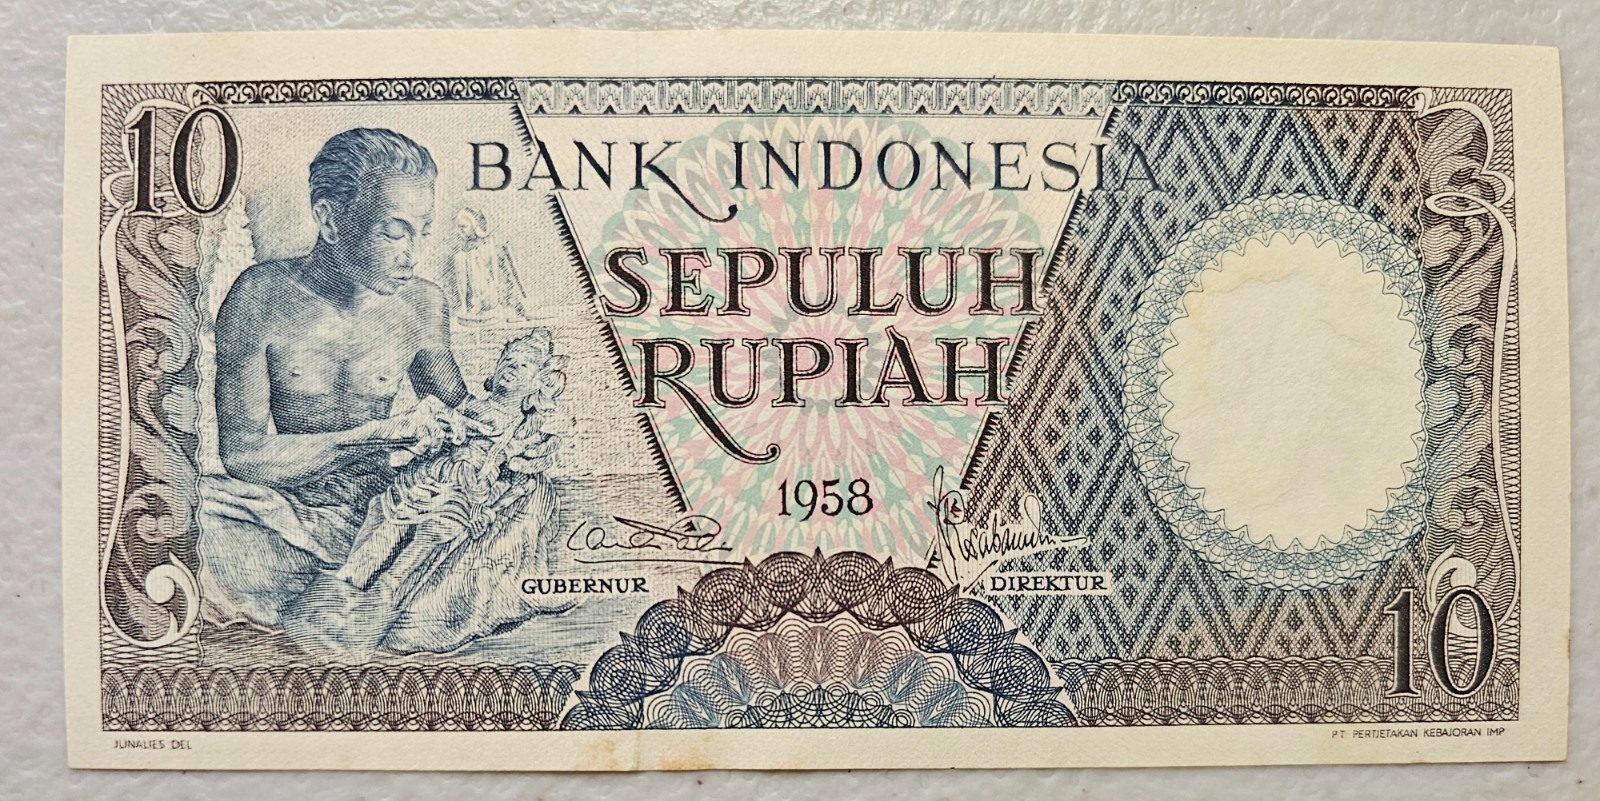 10
BANK INDONESIA
SEPULUH
RUPIAH
1958
GUBERNUR
DIREKTUR
10
JUNALIES DEL
PT PERTJETAKAN KEBAJORAN IMP